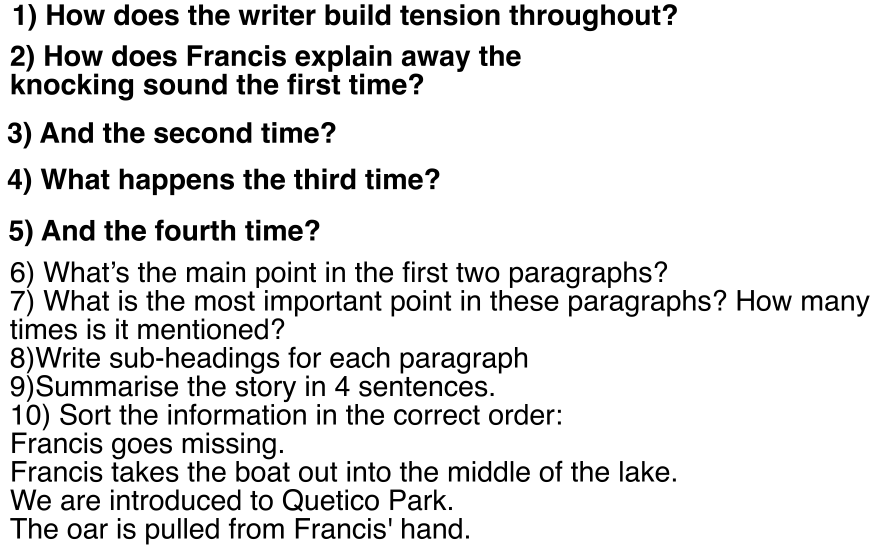 1) How does the writer build tension throughout?
2) How does Francis explain away the
knocking sound the first time?
3) And the second time?
4) What happens the third time?
5) And the fourth time?
6) What’s the main point in the first two paragraphs?
7) What is the most important point in these paragraphs? How many
times is it mentioned?
8)Write sub-headings for each paragraph
9)Summarise the story in 4 sentences.
10) Sort the information in the correct order:
Francis goes missing.
Francis takes the boat out into the middle of the lake.
We are introduced to Quetico Park.
The oar is pulled from Francis' hand.